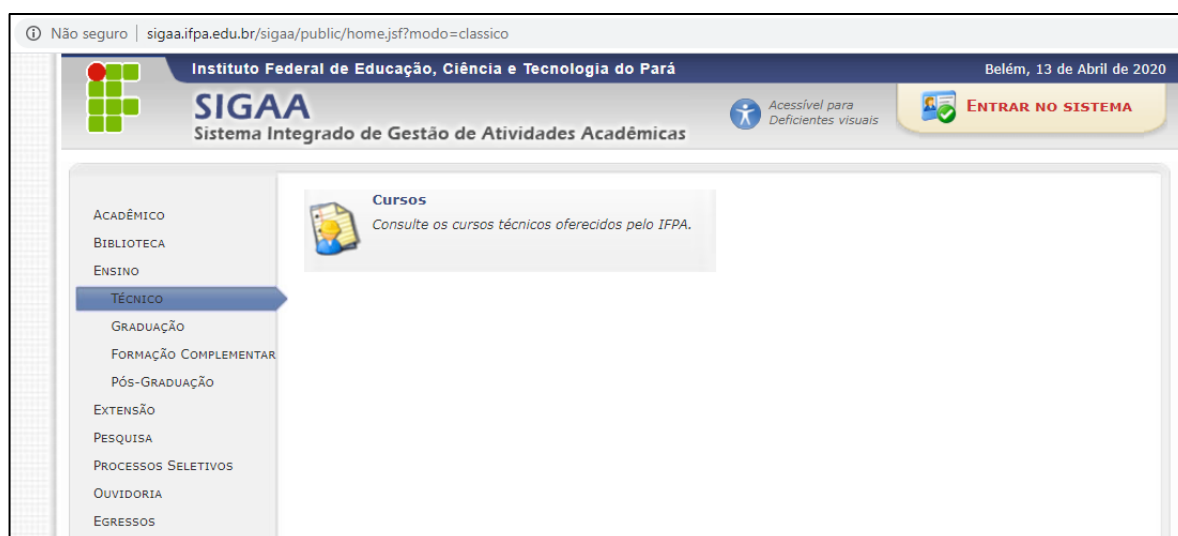 Não seguro | sigaa.ifpa.edu.br/sigaa/public/home.jsf?modo=classico
Instituto Federal de Educação, Ciência e Tecnologia do Pará
Belém, 13 de Abril de 2020
SIGAA
Sistema Integrado de Gestão de Atividades Acadêmicas
Acessível para
Deficientes visuais
ENTRAR NO SISTEMA
ACADÊMICO
BIBLIOTECA
ENSINO
TÉCNICO
GRADUAÇÃO
FORMAÇÃO COMPLEMENTAR
PÓS-GRADUAÇÃO
EXTENSÃO
PESQUISA
PROCESSOS SELETIVOS
OUVIDORIA
EGRESSOS
Cursos
Consulte os cursos técnicos oferecidos pelo IFPA.